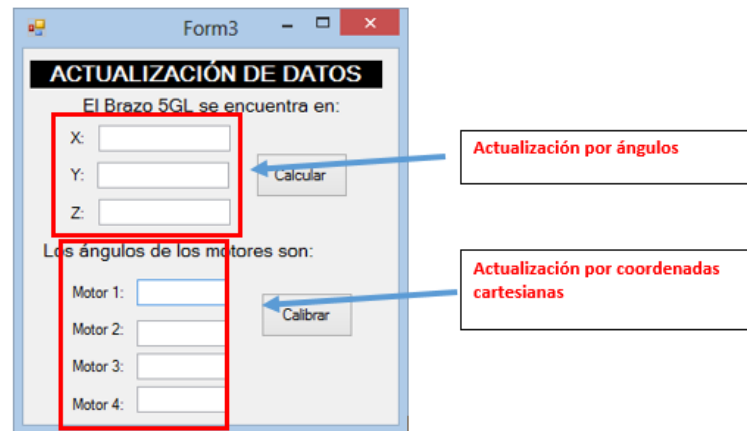 Form3
ACTUALIZACIÓN DE DATOS
El Brazo 5GL se encuentra en:
X:
Y:
Calcular
Z:
Los ángulos de los motores son:
Motor 1:
Motor 2:
Calibrar
Motor 3:
Motor 4:
Actualización por ángulos
Actualización por coordenadas
cartesianas